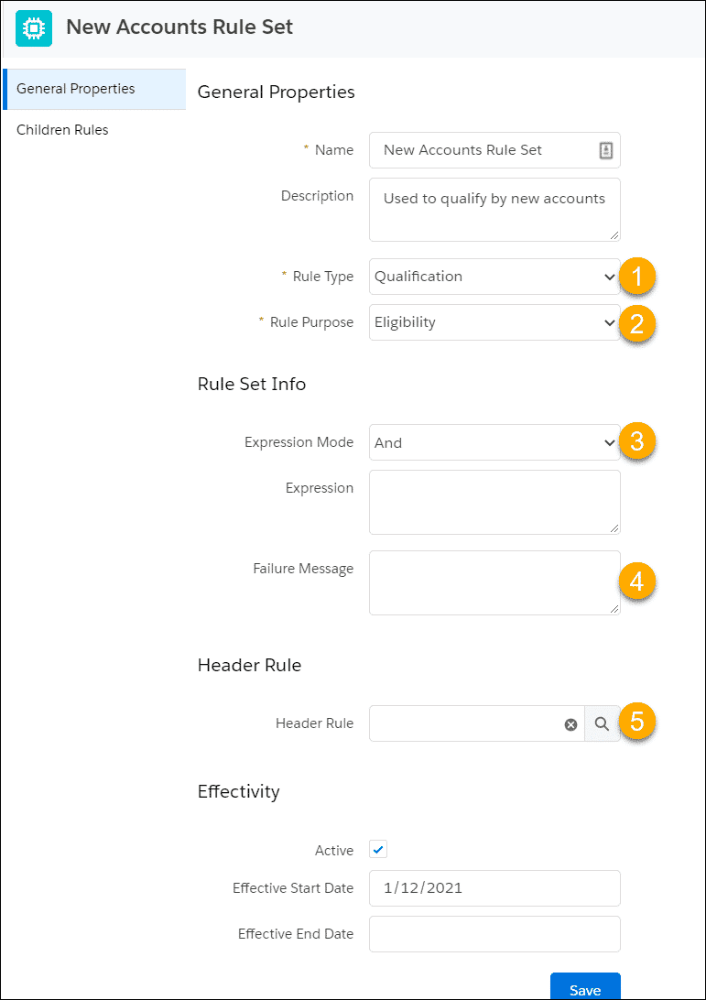 New Accounts Rule Set
General Properties
Children Rules
General Properties
* Name New Accounts Rule Set
Description Used to qualify by new accounts
* Rule Type Qualification 1
* Rule Purpose Eligibility 2
Rule Set Info
Expression Mode And 3
Expression
Failure Message 4
Header Rule
Header Rule 5
Effectivity
Active
Effective Start Date 1/12/2021
Effective End Date
Save